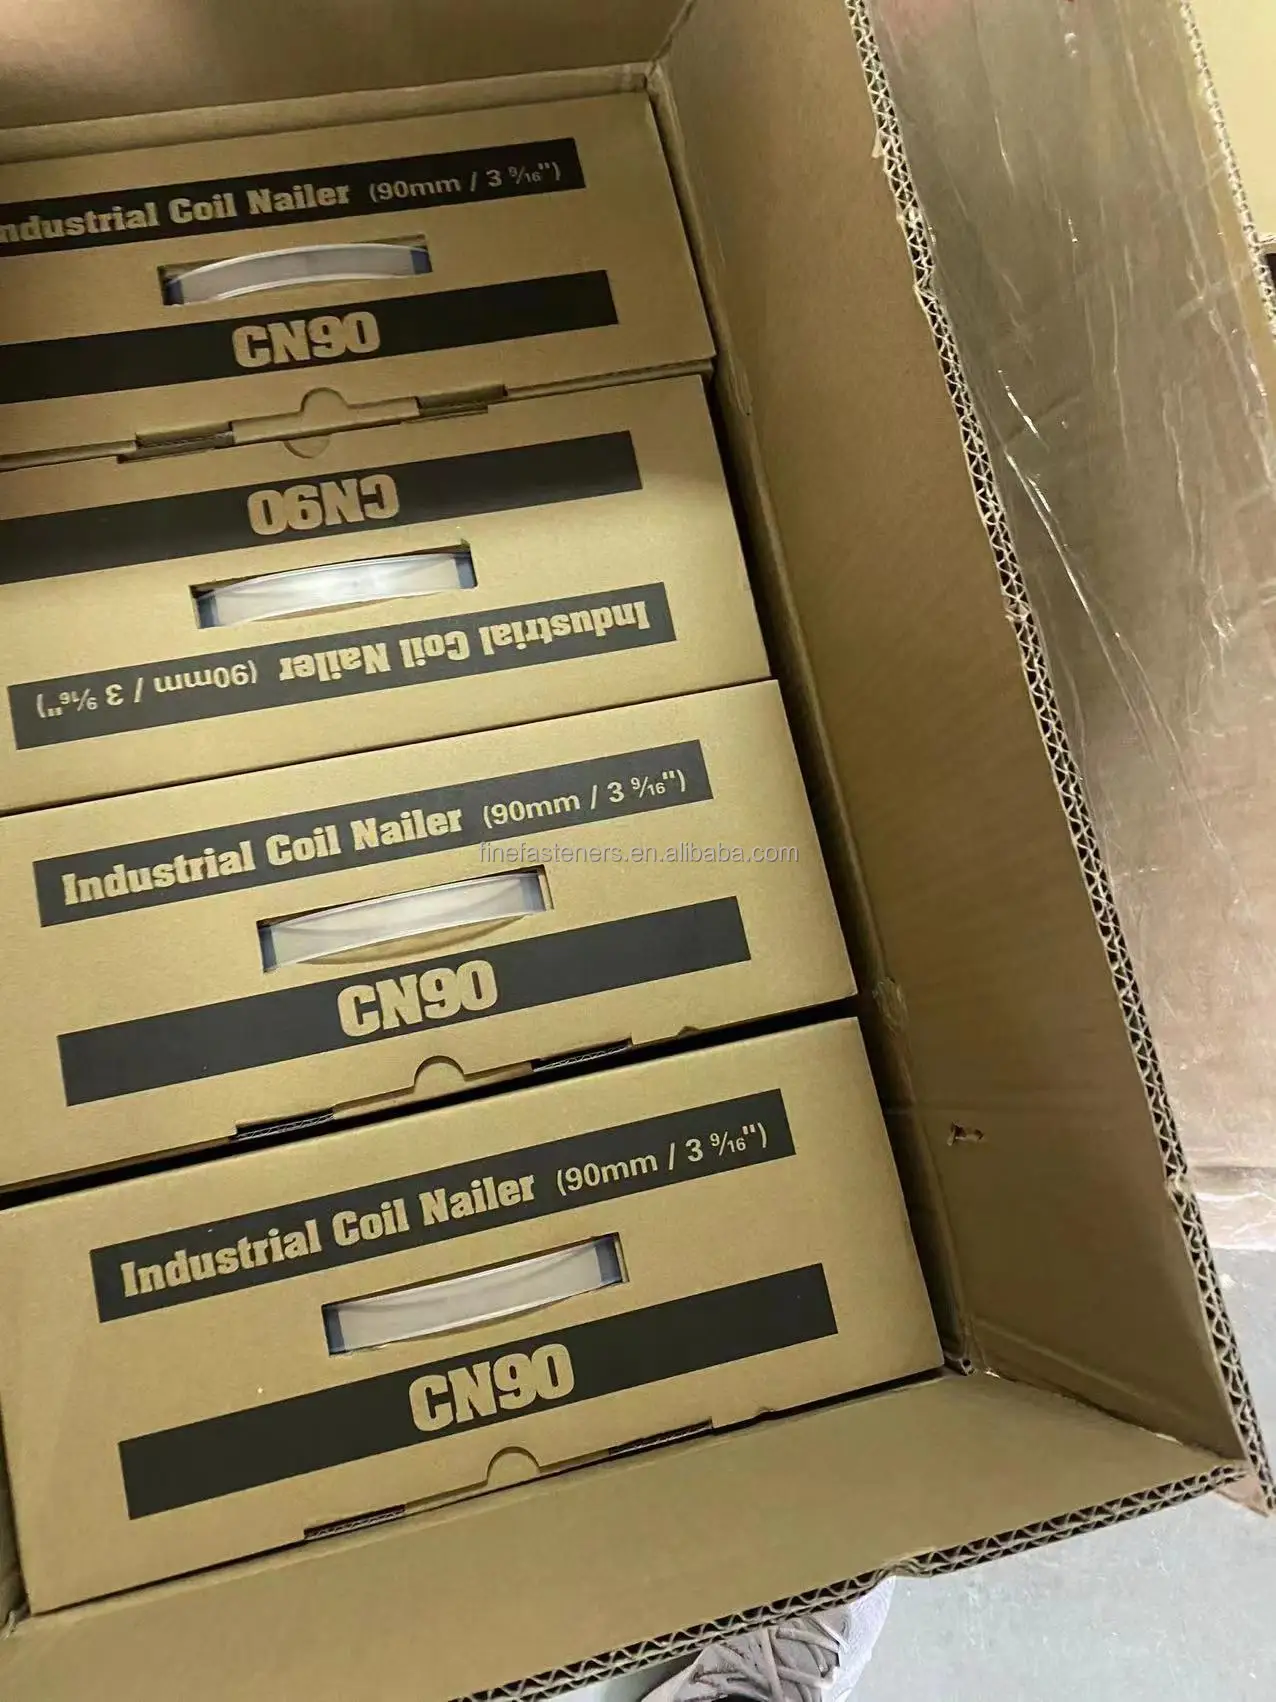 Industrial Coil Nailer (90mm / 3 9/16")
CN90
CN90
Industrial Coil Nailer (90mm / 3 9/16")
Industrial Coil Nailer (90mm / 3 9/16")
finefasteners.en.alibaba.com
CN90
Industrial Coil Nailer (90mm / 3 9/16")
CN90